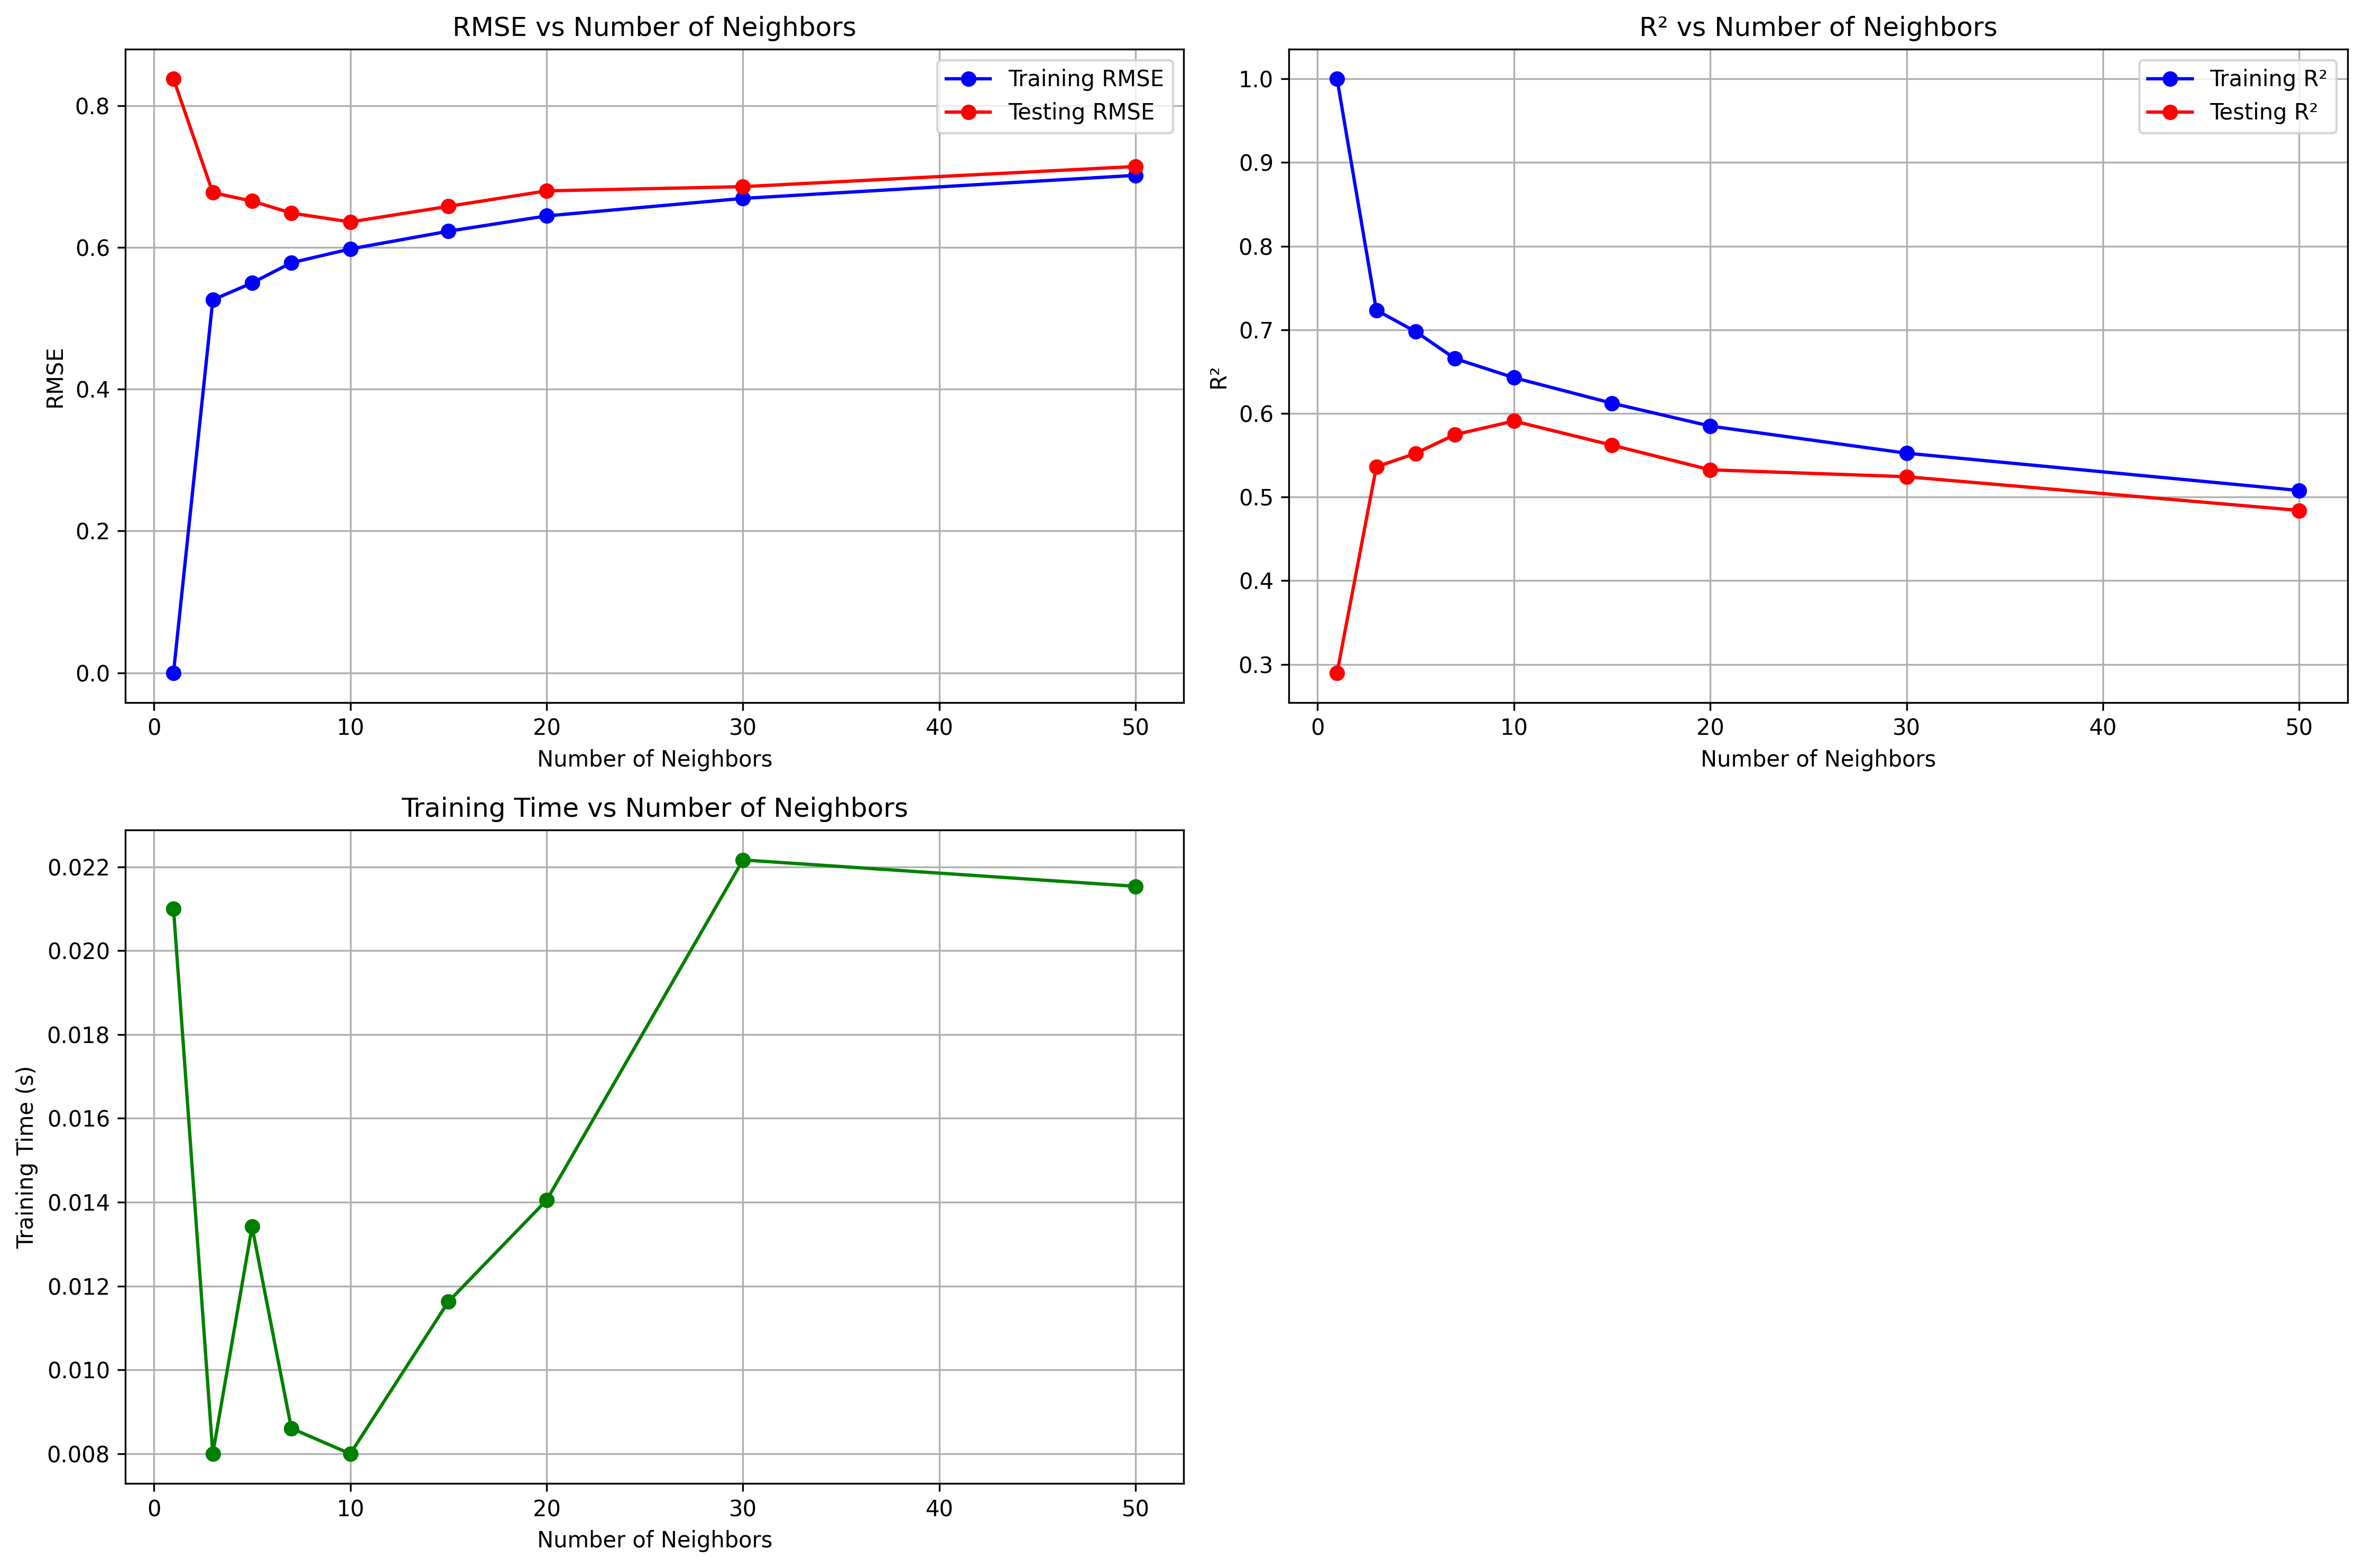 RMSE vs Number of Neighbors
Training RMSE
Testing RMSE
RMSE
0.8
0.6
0.4
0.2
0.0
0 10 20 30 40 50
Number of Neighbors
R² vs Number of Neighbors
Training R²
Testing R²
R²
1.0
0.9
0.8
0.7
0.6
0.5
0.4
0.3
0 10 20 30 40 50
Number of Neighbors
Training Time vs Number of Neighbors
Training Time (s)
0.022
0.020
0.018
0.016
0.014
0.012
0.010
0.008
0 10 20 30 40 50
Number of Neighbors